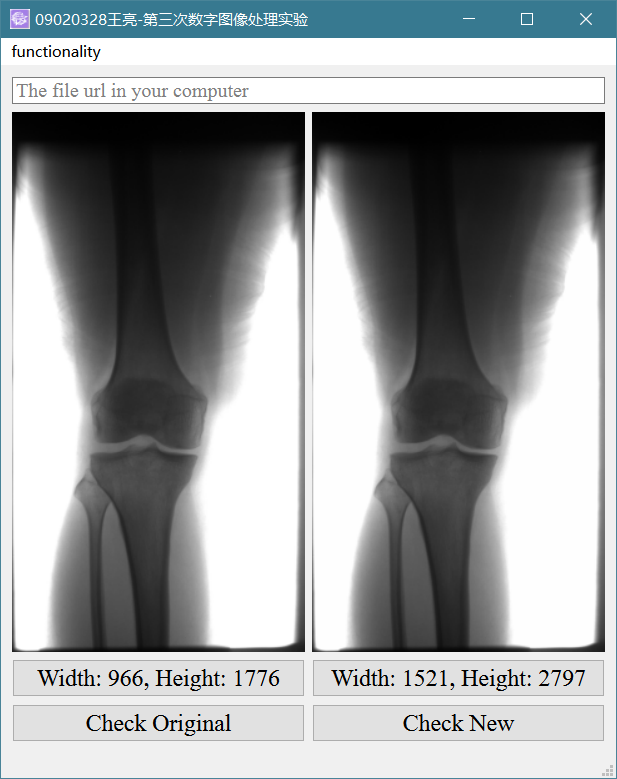 09020328王亮-第三次数字图像处理实验
functionality
The file url in your computer
Width: 966, Height: 1776
Width: 1521, Height: 2797
Check Original
Check New